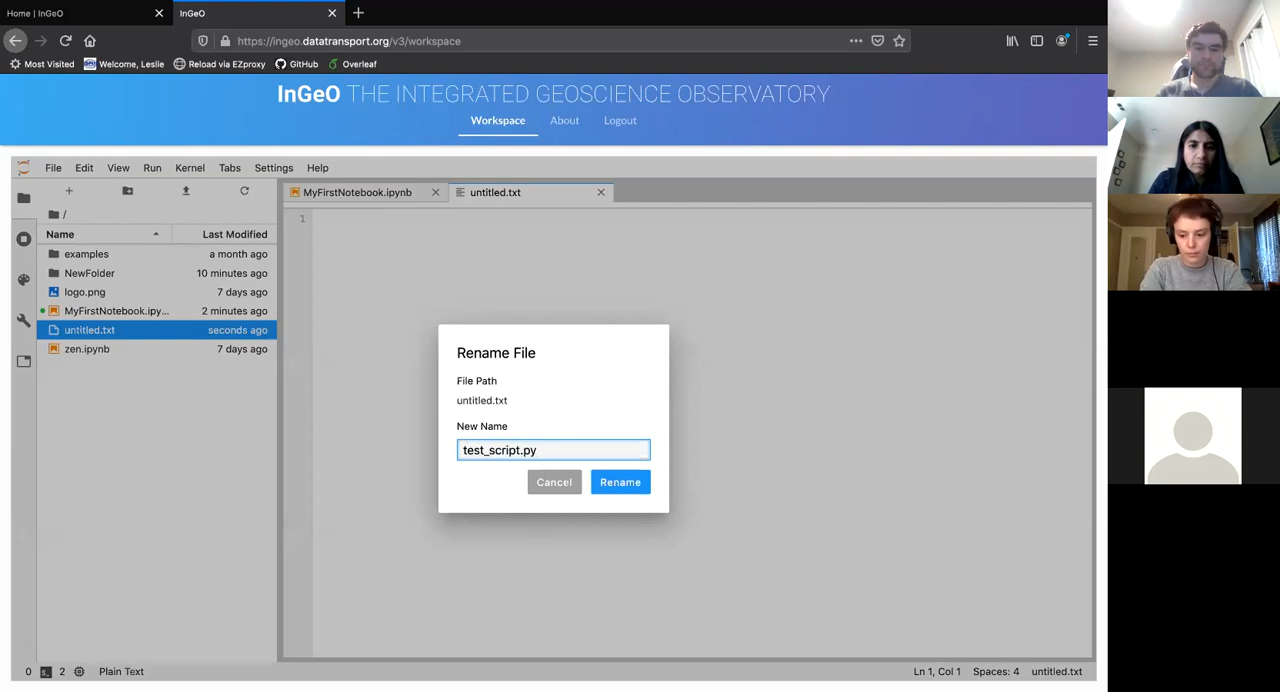 Home | InGeO
InGeO
https://ingeo.datatransport.org/v3/workspace
Most Visited
Welcome, Leslie
Reload via EZproxy
GitHub
Overleaf
InGeO THE INTEGRATED GEOSCIENCE OBSERVATORY
Workspace
About
Logout
File
Edit
View
Run
Kernel
Tabs
Settings
Help
MyFirstNotebook.ipynb
untitled.txt
/
Name
Last Modified
examples
a month ago
NewFolder
10 minutes ago
logo.png
7 days ago
MyFirstNotebook.ipy...
2 minutes ago
untitled.txt
seconds ago
zen.ipynb
7 days ago
1
Rename File
File Path
untitled.txt
New Name
test_script.py
Cancel
Rename
0
2
Plain Text
Ln 1, Col 1
Spaces: 4
untitled.txt